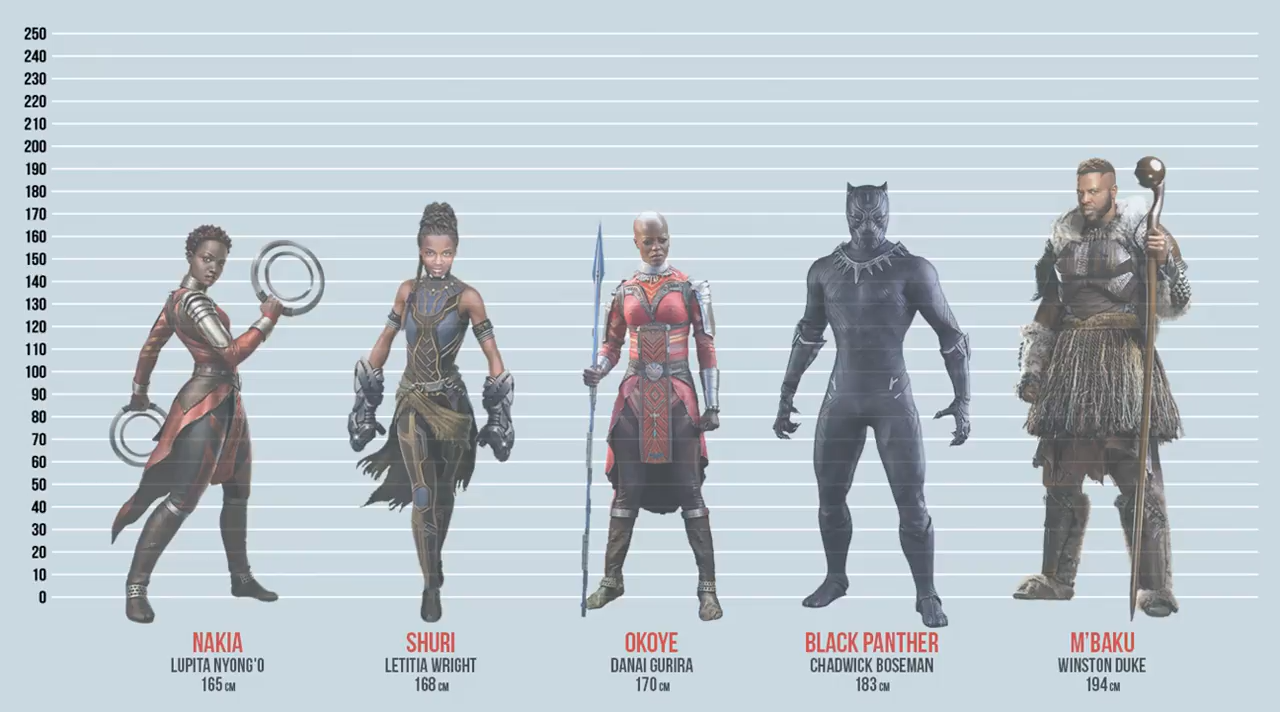 250
240
230
220
210
200
190
180
170
160
150
140
130
120
110
100
90
80
70
60
50
40
30
20
10
0
NAKIA
LUPITA NYONG'O
165 CM
SHURI
LETITIA WRIGHT
168 CM
OKOYE
DANAI GURIRA
170 CM
BLACK PANTHER
CHADWICK BOSEMAN
183 CM
M'BAKU
WINSTON DUKE
194 CM